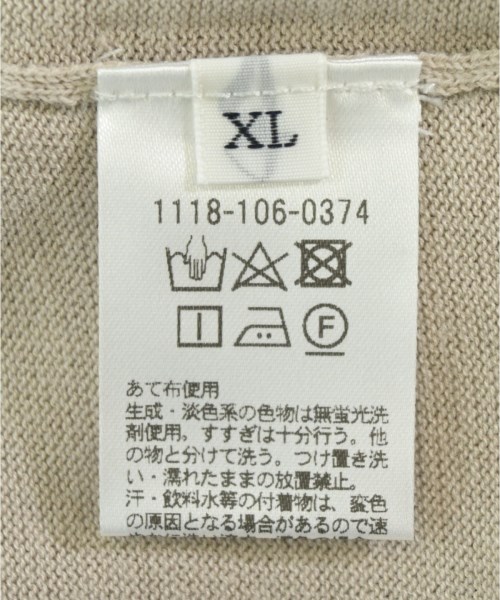 XL
1118-106-0374
F
あて布使用
生成・淡色系の色物は無蛍光洗
剤使用。すすぎは十分行う。他
の物と分けて洗う。つけ置き洗
い・濡れたままの放置禁止。
汗・飲料水等の付着物は、変色
の原因となる場合があるので速